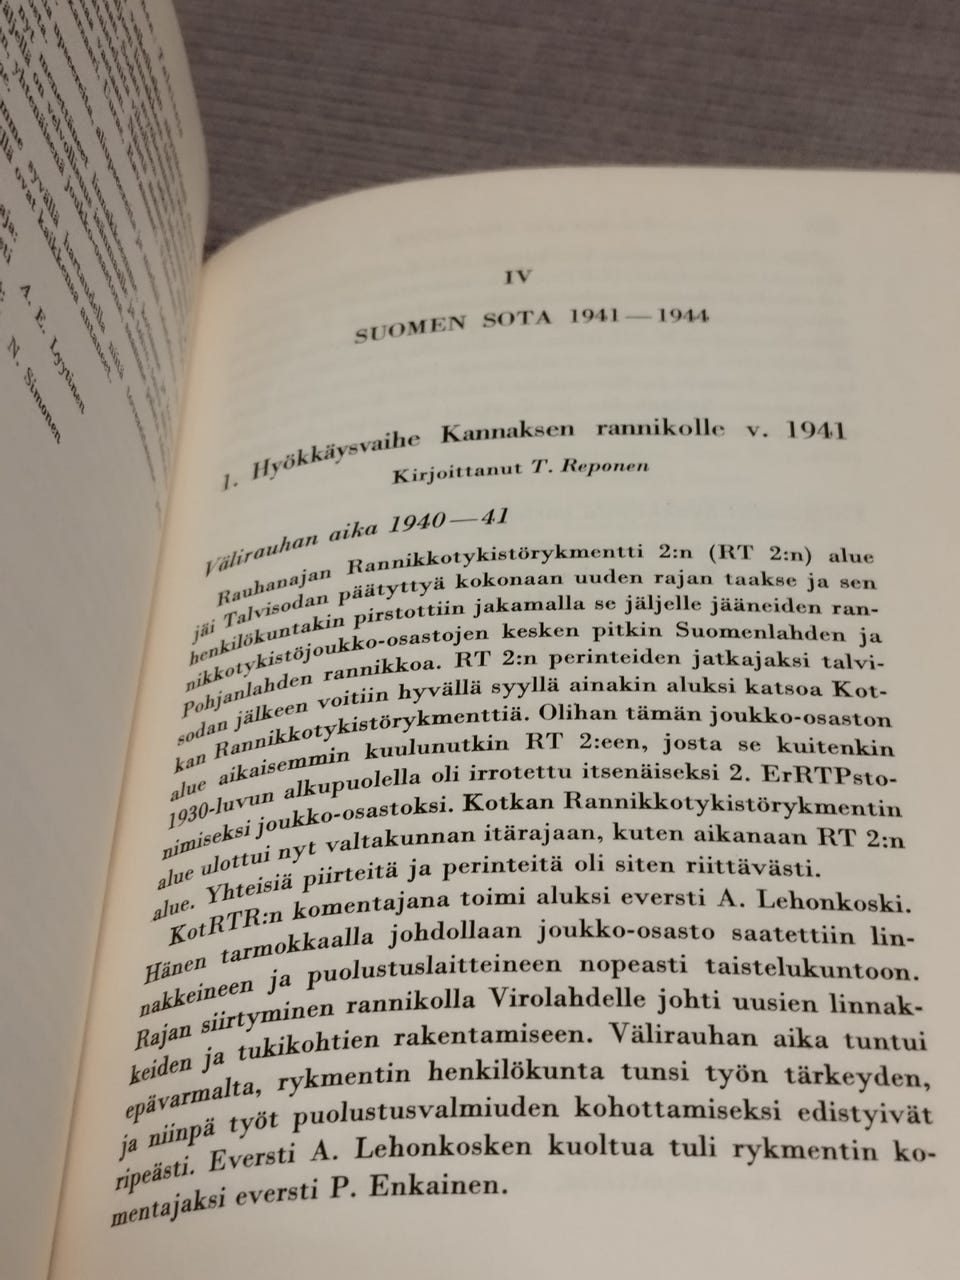 nyt menettäneet linnakkeemme,
A. E. Lyytinen
N. Simonen
IV
SUOMEN SOTA 1941—1944
1. Hyökkäysvaihe Kannaksen rannikolle v. 1941
Kirjoittanut T. Reponen
Välirauhan aika 1940—41
Rauhanajan Rannikkotykistörykmentti 2:n (RT 2:n) alue
jäi Talvisodan päätyttyä kokonaan uuden rajan taakse ja sen
henkilökuntakin pirstottiin jakamalla se jäljelle jääneiden ran-
nikkotykistöjoukko-osastojen kesken pitkin Suomenlahden ja
Pohjanlahden rannikkoa. RT 2:n perinteiden jatkajaksi talvi-
sodan jälkeen voitiin hyvällä syyllä ainakin aluksi katsoa Kot-
kan Rannikkotykistörykmenttiä. Olihan tämän joukko-osaston
alue aikaisemmin kuulunutkin RT 2:een, josta se kuitenkin
1930-luvun alkupuolella oli irrotettu itsenäiseksi 2. ErRTPsto-
nimiseksi joukko-osastoksi. Kotkan Rannikkotykistörykmentin
alue ulottui nyt valtakunnan itärajaan, kuten aikanaan RT 2:n
alue. Yhteisiä piirteitä ja perinteitä oli siten riittävästi.
KotRTR:n komentajana toimi aluksi eversti A. Lehonkoski.
Hänen tarmokkaalla johdollaan joukko-osasto saatettiin lin-
nakkeineen ja puolustuslaitteineen nopeasti taistelukuntoon.
Rajan siirtyminen rannikolla Virolahdelle johti uusien linnak-
keiden ja tukikohtien rakentamiseen. Välirauhan aika tuntui
epävarmalta, rykmentin henkilökunta tunsi työn tärkeyden,
ja niinpä työt puolustusvalmiuden kohottamiseksi edistyivät
ripeästi. Eversti A. Lehonkosken kuoltua tuli rykmentin ko-
mentajaksi eversti P. Enkainen.